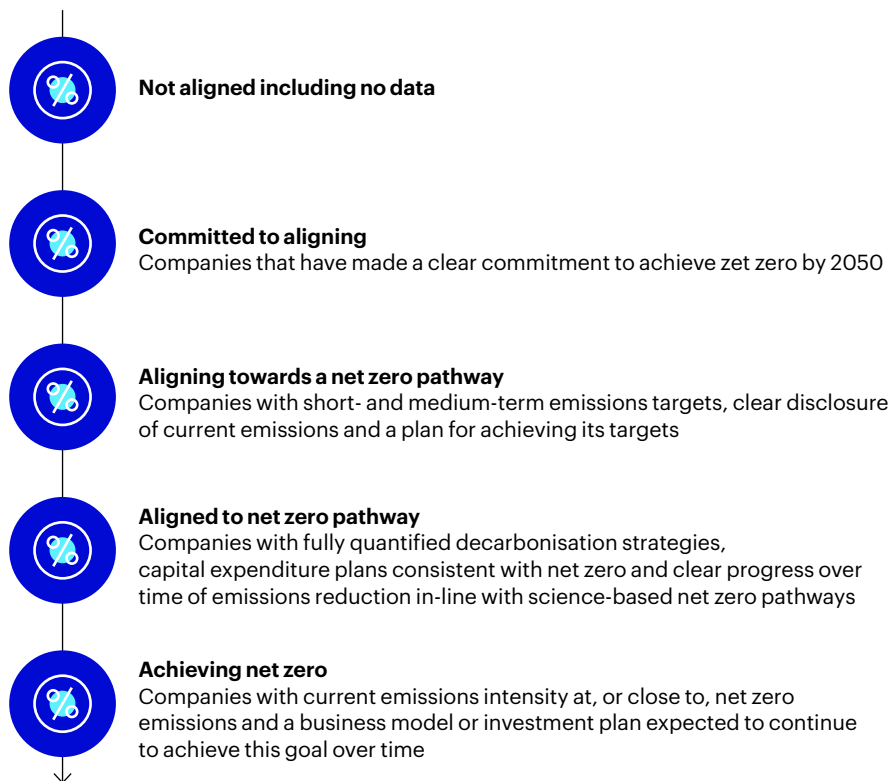 Not aligned including no data
Committed to aligning
Companies that have made a clear commitment to achieve zet zero by 2050
Aligning towards a net zero pathway
Companies with short- and medium-term emissions targets, clear disclosure
of current emissions and a plan for achieving its targets
Aligned to net zero pathway
Companies with fully quantified decarbonisation strategies,
capital expenditure plans consistent with net zero and clear progress over
time of emissions reduction in-line with science-based net zero pathways
Achieving net zero
Companies with current emissions intensity at, or close to, net zero
emissions and a business model or investment plan expected to continue
to achieve this goal over time